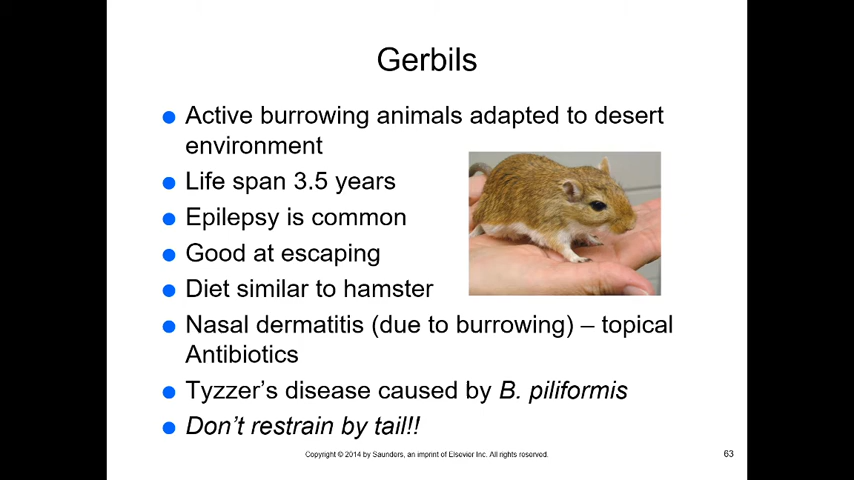 Gerbils
Active burrowing animals adapted to desert
environment
Life span 3.5 years
Epilepsy is common
Good at escaping
Diet similar to hamster
Nasal dermatitis (due to burrowing) – topical
Antibiotics
Tyzzer’s disease caused by B. piliformis
Don’t restrain by tail!!
Copyright © 2014 by Saunders, an imprint of Elsevier Inc. All rights reserved.
63